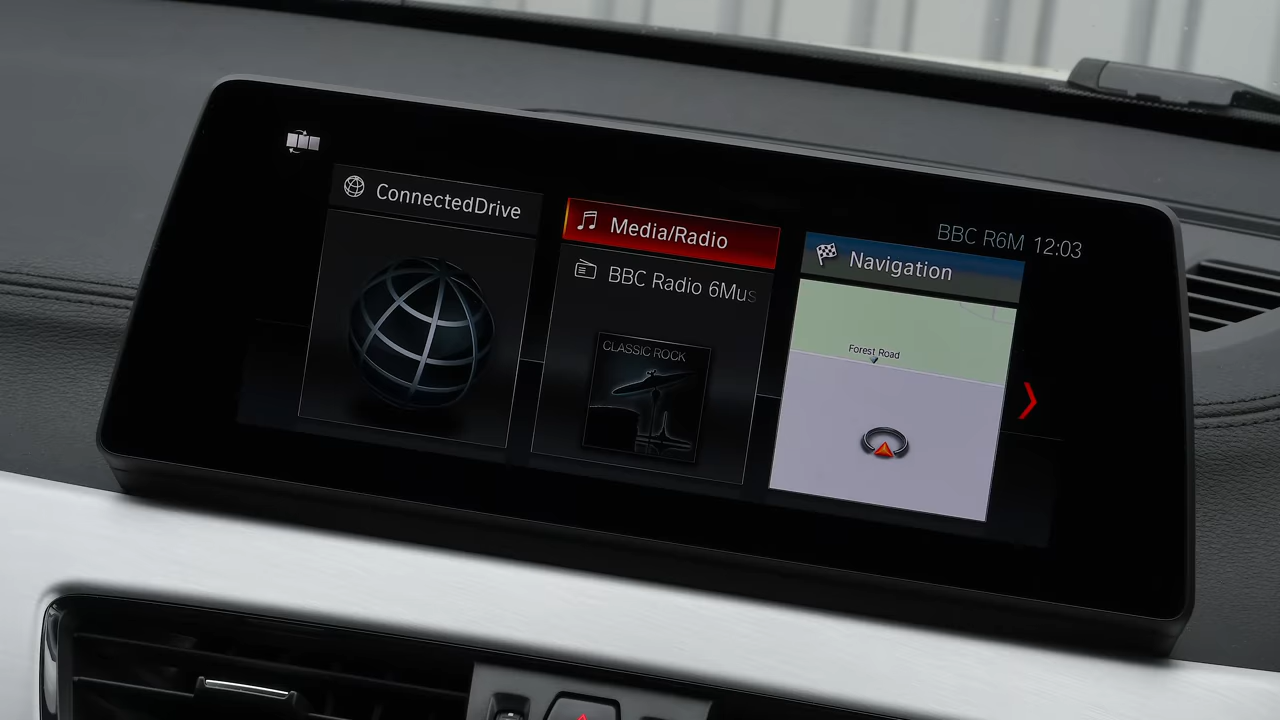 ConnectedDrive
Media/Radio
BBC Radio 6Mus
CLASSIC ROCK
BBC R6M 12:03
Navigation
Forest Road